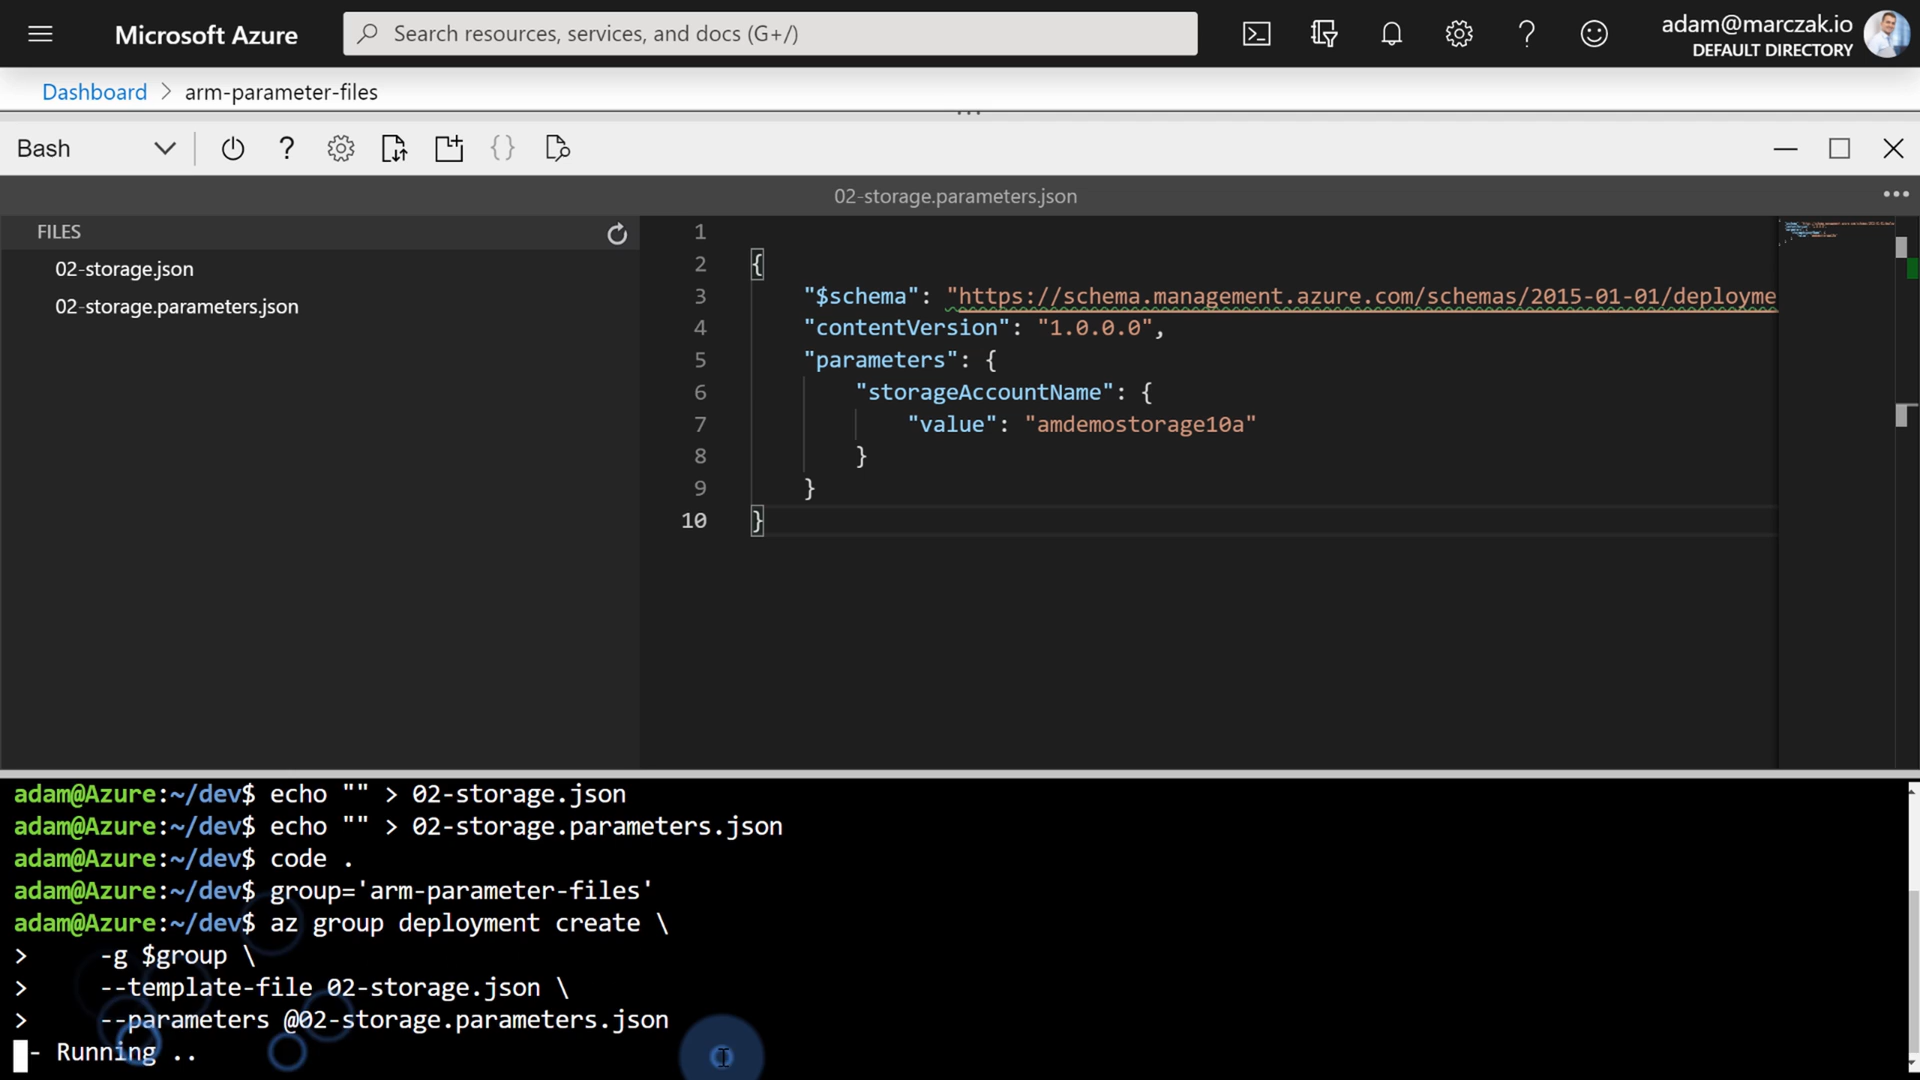 Microsoft Azure
Search resources, services, and docs (G+/)
adam@marczak.io
DEFAULT DIRECTORY
Dashboard > arm-parameter-files
Bash
02-storage.parameters.json
FILES
02-storage.json
02-storage.parameters.json
1
2 {
3 "$schema": "https://schema.management.azure.com/schemas/2015-01-01/deployme
4 "contentVersion": "1.0.0.0",
5 "parameters": {
6 "storageAccountName": {
7 "value": "amdemostorage10a"
8 }
9 }
10 }
adam@Azure:~/dev$ echo "" > 02-storage.json
adam@Azure:~/dev$ echo "" > 02-storage.parameters.json
adam@Azure:~/dev$ code .
adam@Azure:~/dev$ group='arm-parameter-files'
adam@Azure:~/dev$ az group deployment create \
> -g $group \
> --template-file 02-storage.json \
> --parameters @02-storage.parameters.json
- Running ..